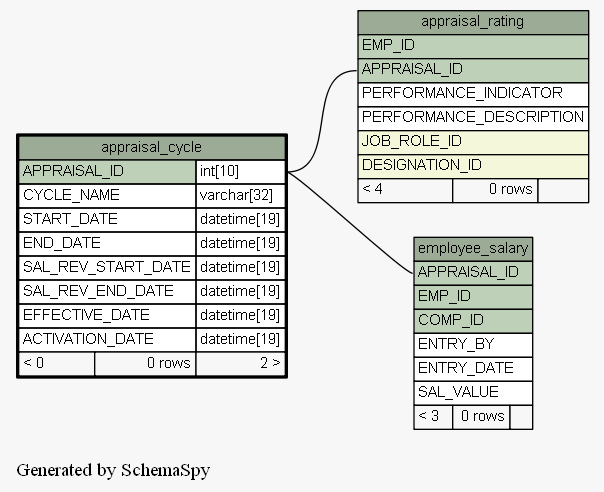 appraisal_rating
EMP_ID
APPRAISAL_ID
PERFORMANCE_INDICATOR
PERFORMANCE_DESCRIPTION
JOB_ROLE_ID
DESIGNATION_ID
< 4 0 rows
appraisal_cycle
APPRAISAL_ID int[10]
CYCLE_NAME varchar[32]
START_DATE datetime[19]
END_DATE datetime[19]
SAL_REV_START_DATE datetime[19]
SAL_REV_END_DATE datetime[19]
EFFECTIVE_DATE datetime[19]
ACTIVATION_DATE datetime[19]
< 0 0 rows 2 >
employee_salary
APPRAISAL_ID
EMP_ID
COMP_ID
ENTRY_BY
ENTRY_DATE
SAL_VALUE
< 3 0 rows
Generated by SchemaSpy